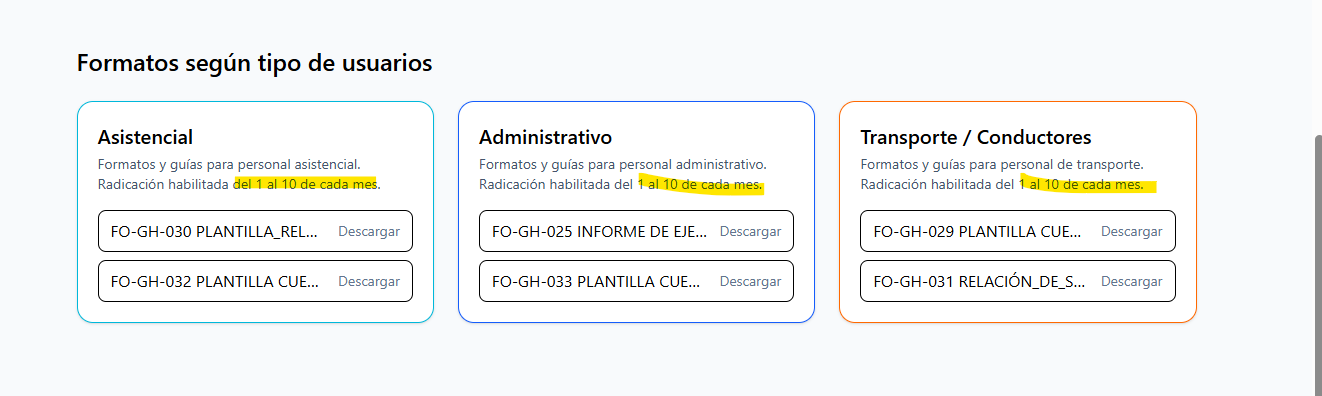 Formatos según tipo de usuarios
Asistencial
Formatos y guías para personal asistencial.
Radicación habilitada del 1 al 10 de cada mes.
FO-GH-030 PLANTILLA_REL... Descargar
FO-GH-032 PLANTILLA CUE... Descargar
Administrativo
Formatos y guías para personal administrativo.
Radicación habilitada del 1 al 10 de cada mes.
FO-GH-025 INFORME DE EJE... Descargar
FO-GH-033 PLANTILLA CUE... Descargar
Transporte / Conductores
Formatos y guías para personal de transporte.
Radicación habilitada del 1 al 10 de cada mes.
FO-GH-029 PLANTILLA CUE... Descargar
FO-GH-031 RELACIÓN_DE_S... Descargar